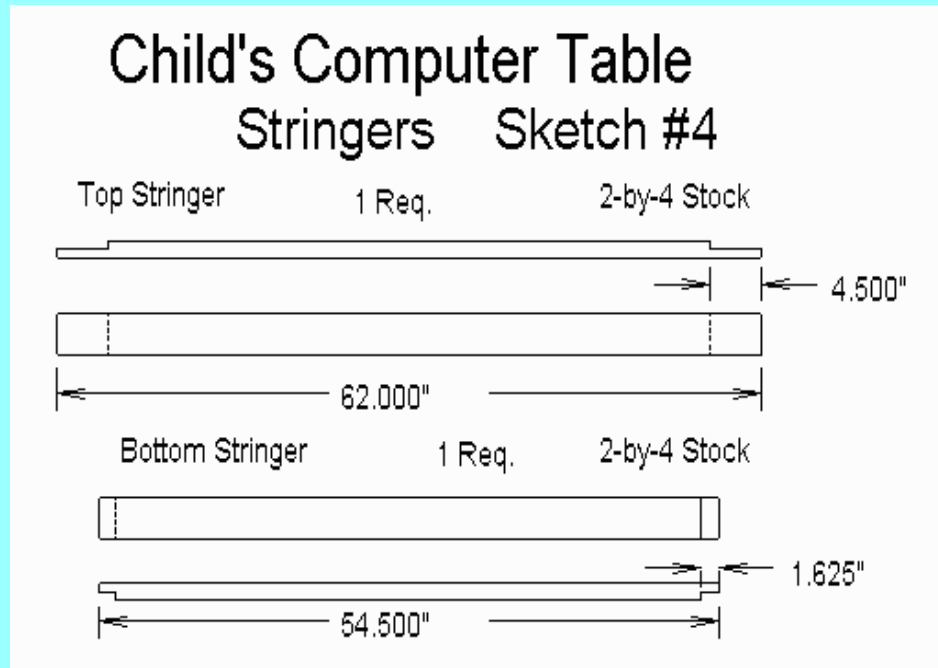 Child's Computer Table
Stringers Sketch #4
Top Stringer 1 Req. 2-by-4 Stock
4.500"
62.000"
Bottom Stringer 1 Req. 2-by-4 Stock
1.625"
54.500"